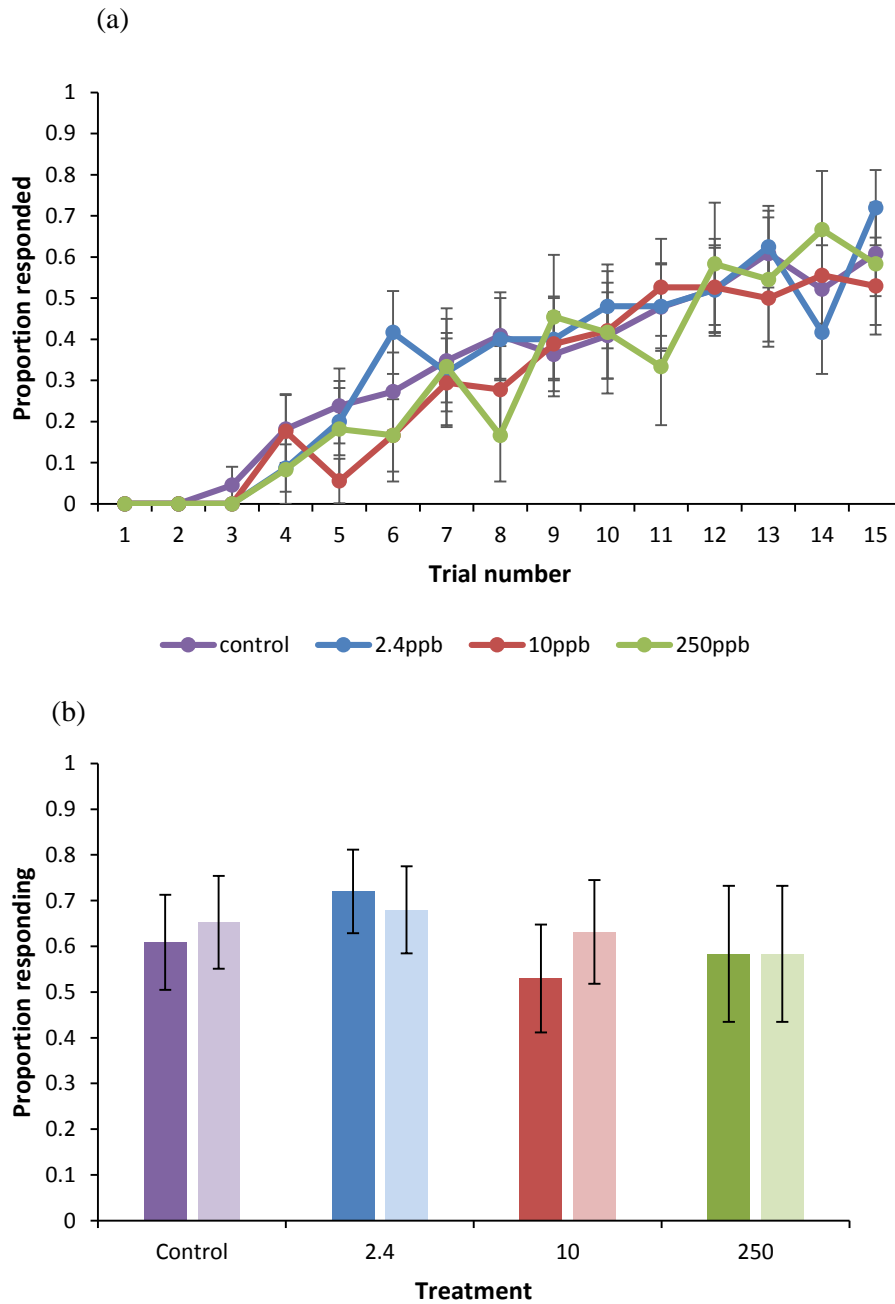 (a)
1
0.9
0.8
0.7
0.6
0.5
0.4
0.3
0.2
0.1
0
Proportion responded
1 2 3 4 5 6 7 8 9 10 11 12 13 14 15
Trial number
control 2.4ppb 10ppb 250ppb
(b)
1
0.9
0.8
0.7
0.6
0.5
0.4
0.3
0.2
0.1
0
Proportion responding
Control 2.4 10 250
Treatment